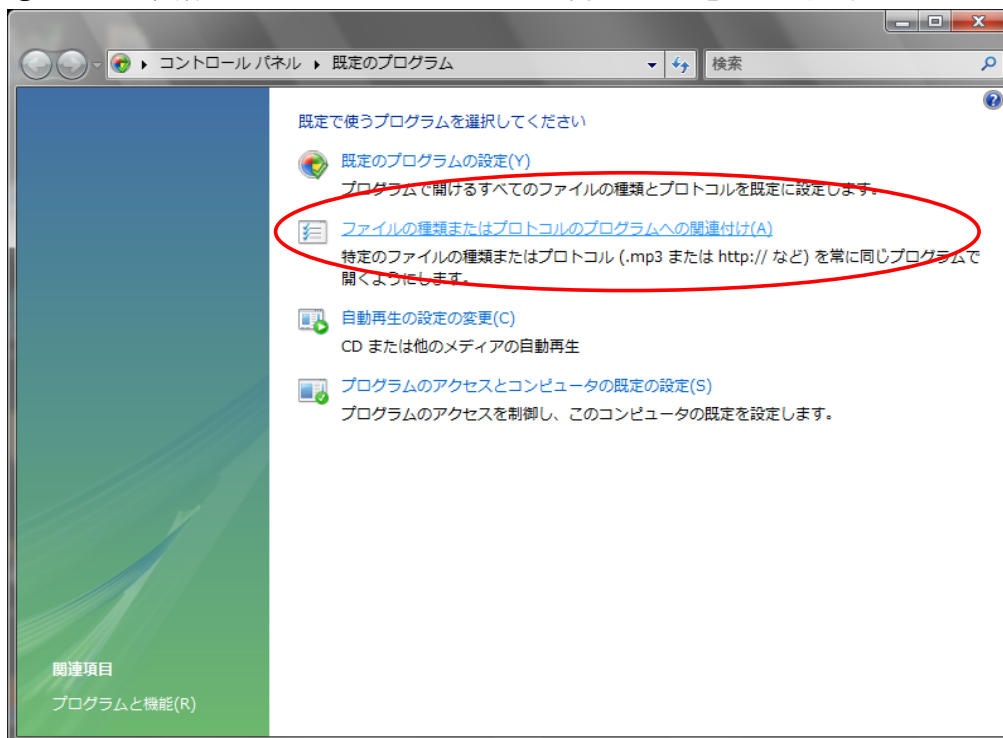 コントロール パネル ▸ 既定のプログラム
検索
既定で使うプログラムを選択してください
既定のプログラムの設定(Y)
プログラムで開けるすべてのファイルの種類とプロトコルを既定に設定します。
ファイルの種類またはプロトコルのプログラムへの関連付け(A)
特定のファイルの種類またはプロトコル (.mp3 または http:// など) を常に同じプログラムで
開くようにします。
自動再生の設定の変更(C)
CD または他のメディアの自動再生
プログラムのアクセスとコンピュータの既定の設定(S)
プログラムのアクセスを制御し、このコンピュータの既定を設定します。
関連項目
プログラムと機能(R)